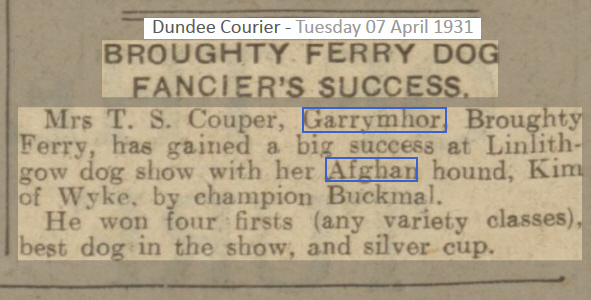 Dundee Courier - Tuesday 07 April 1931
BROUGHTY FERRY DOG
FANCIER'S SUCCESS.
Mrs T. S. Couper, Garrymhor, Broughty
Ferry, has gained a big success at Linlith-
gow dog show with her Afghan hound, Kim
of Wyke, by champion Buckmal.
He won four firsts (any variety classes),
best dog in the show, and silver cup.